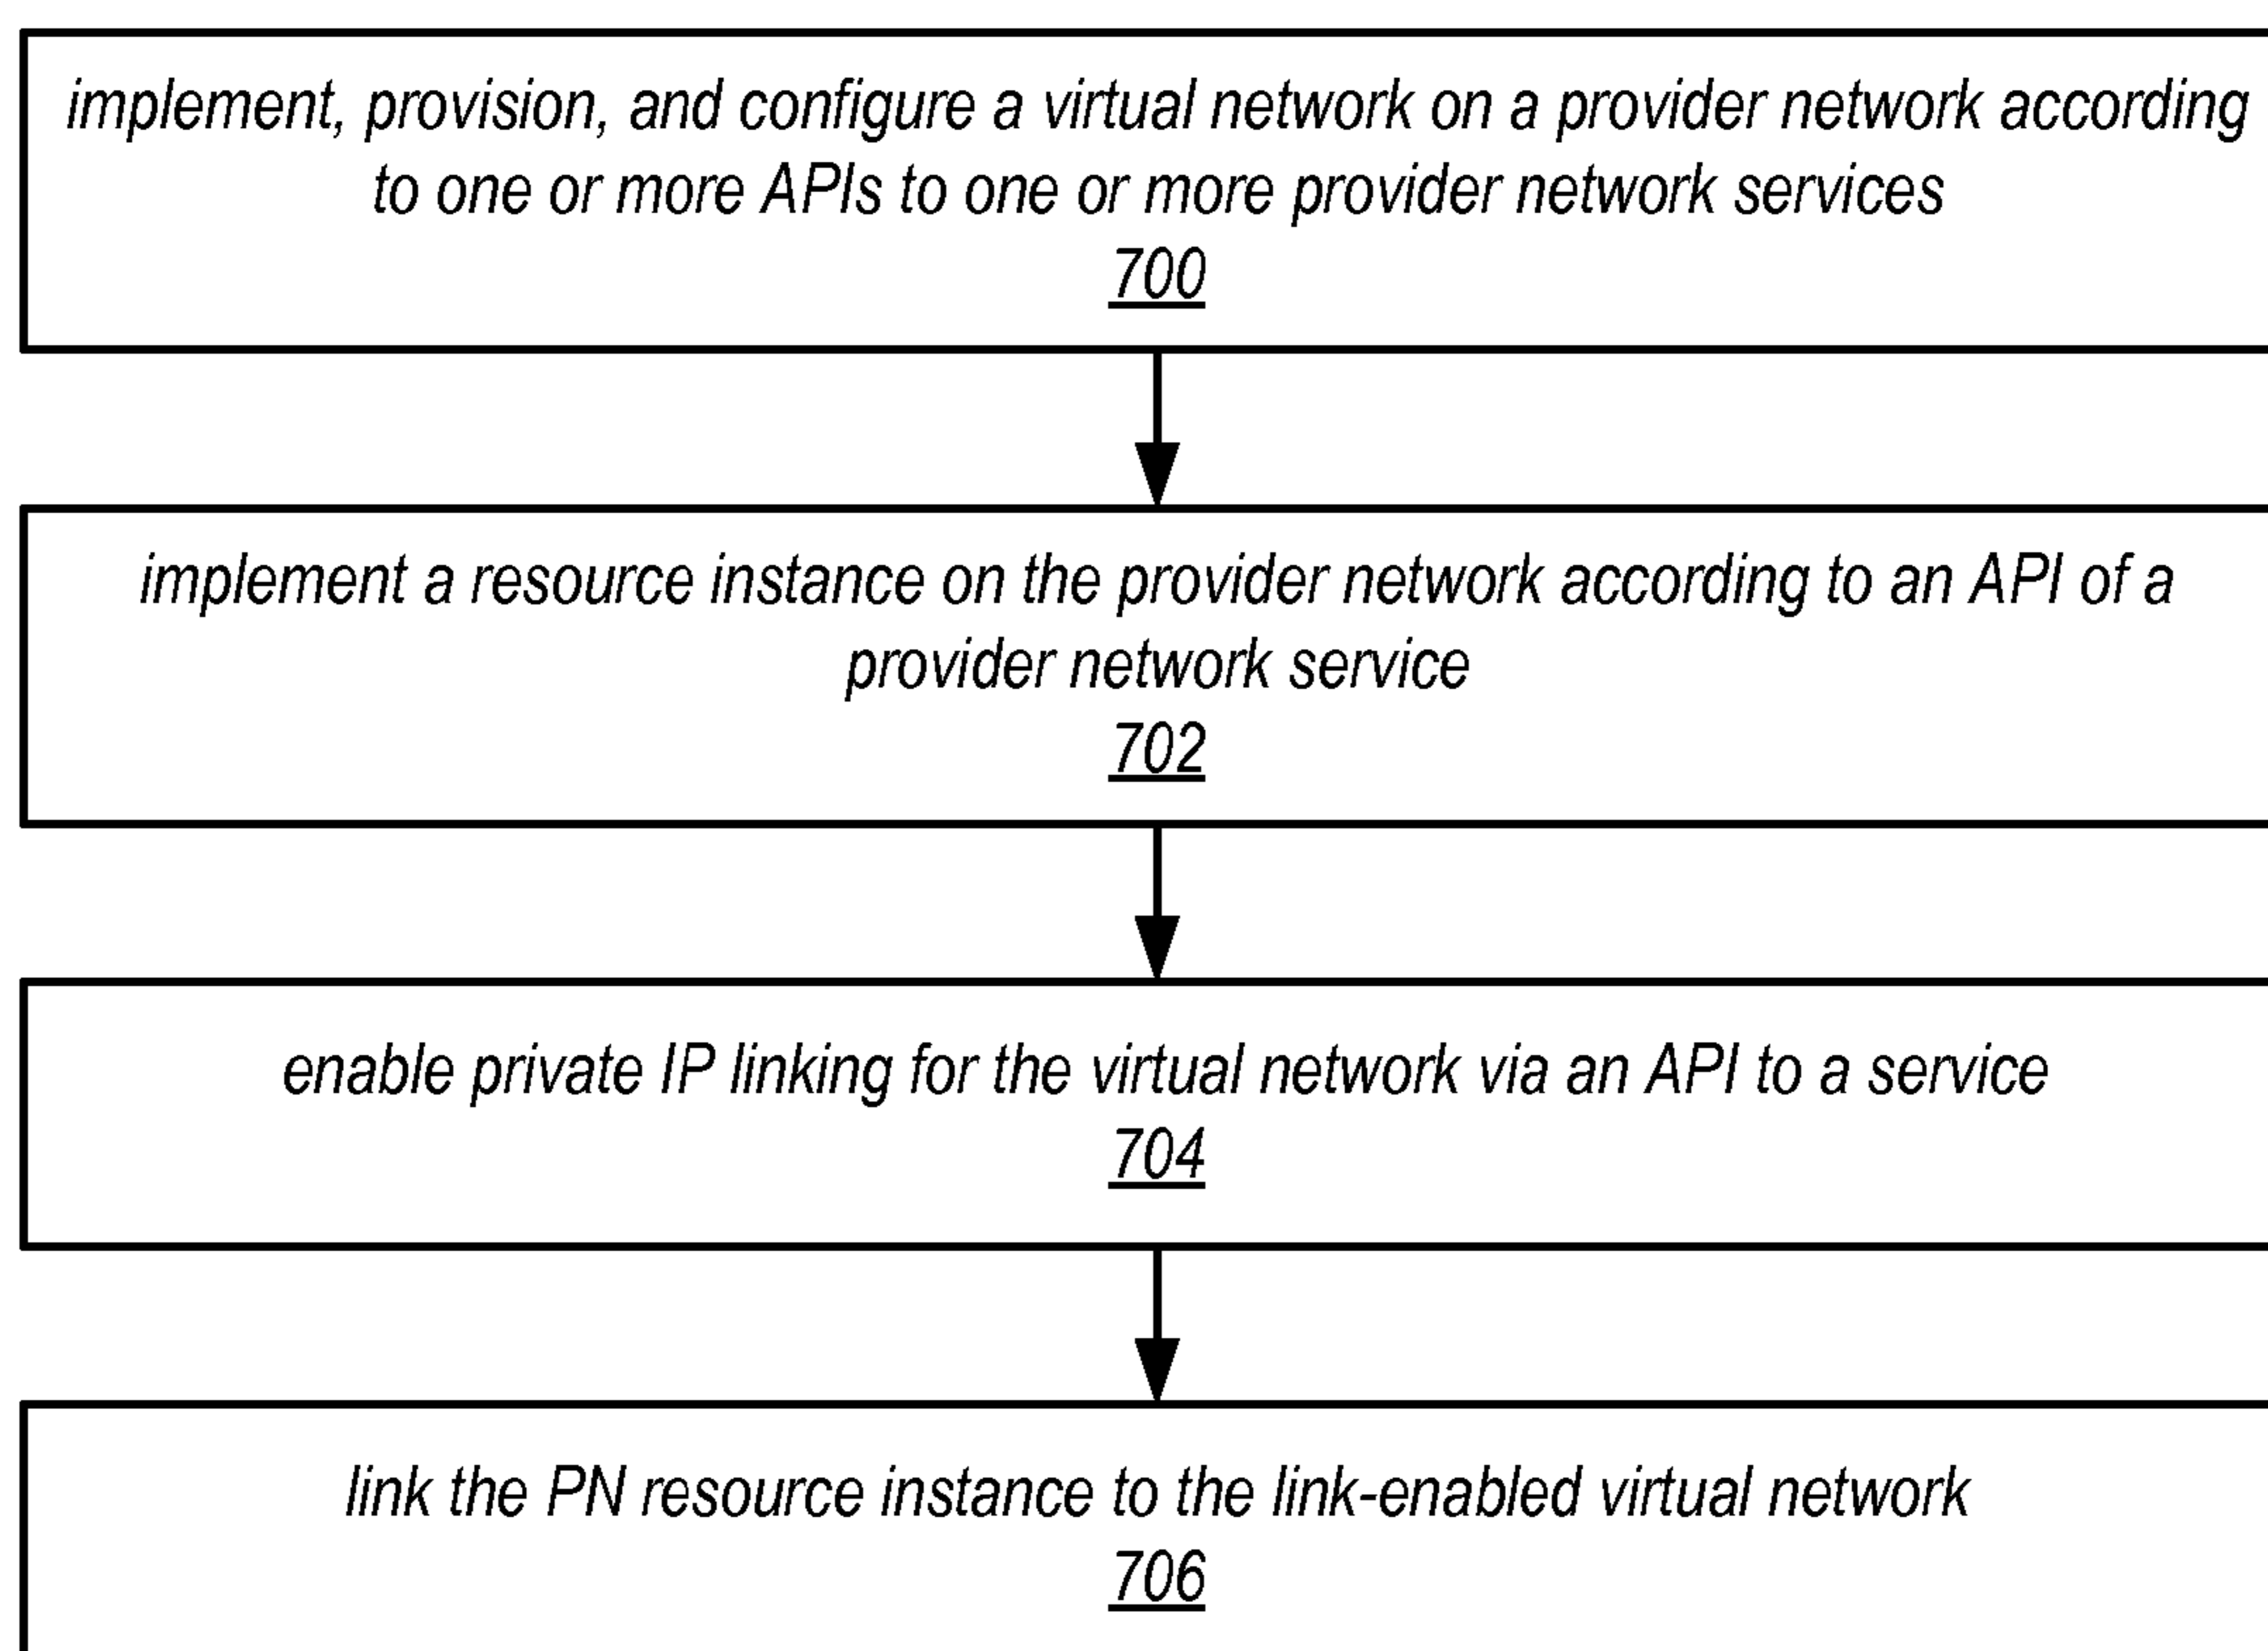 implement, provision, and configure a virtual network on a provider network according
to one or more APIs to one or more provider network services
700
implement a resource instance on the provider network according to an API of a
provider network service
702
enable private IP linking for the virtual network via an API to a service
704
link the PN resource instance to the link-enabled virtual network
706